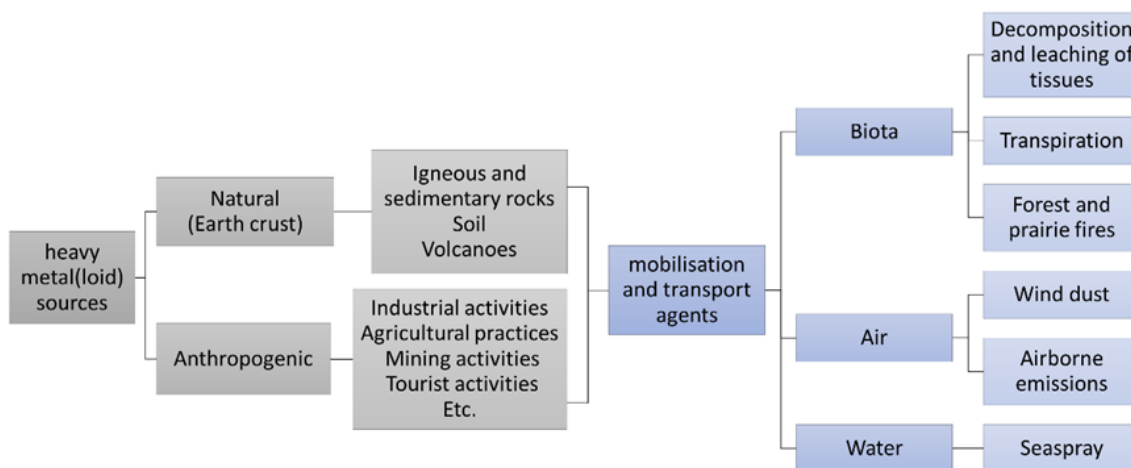 heavy
metal(loid)
sources
Natural
(Earth crust)
Anthropogenic
Igneous and
sedimentary rocks
Soil
Volcanoes
Industrial activities
Agricultural practices
Mining activities
Tourist activities
Etc.
mobilisation
and transport
agents
Biota
Decomposition
and leaching of
tissues
Transpiration
Forest and
prairie fires
Air
Wind dust
Airborne
emissions
Water
Seaspray